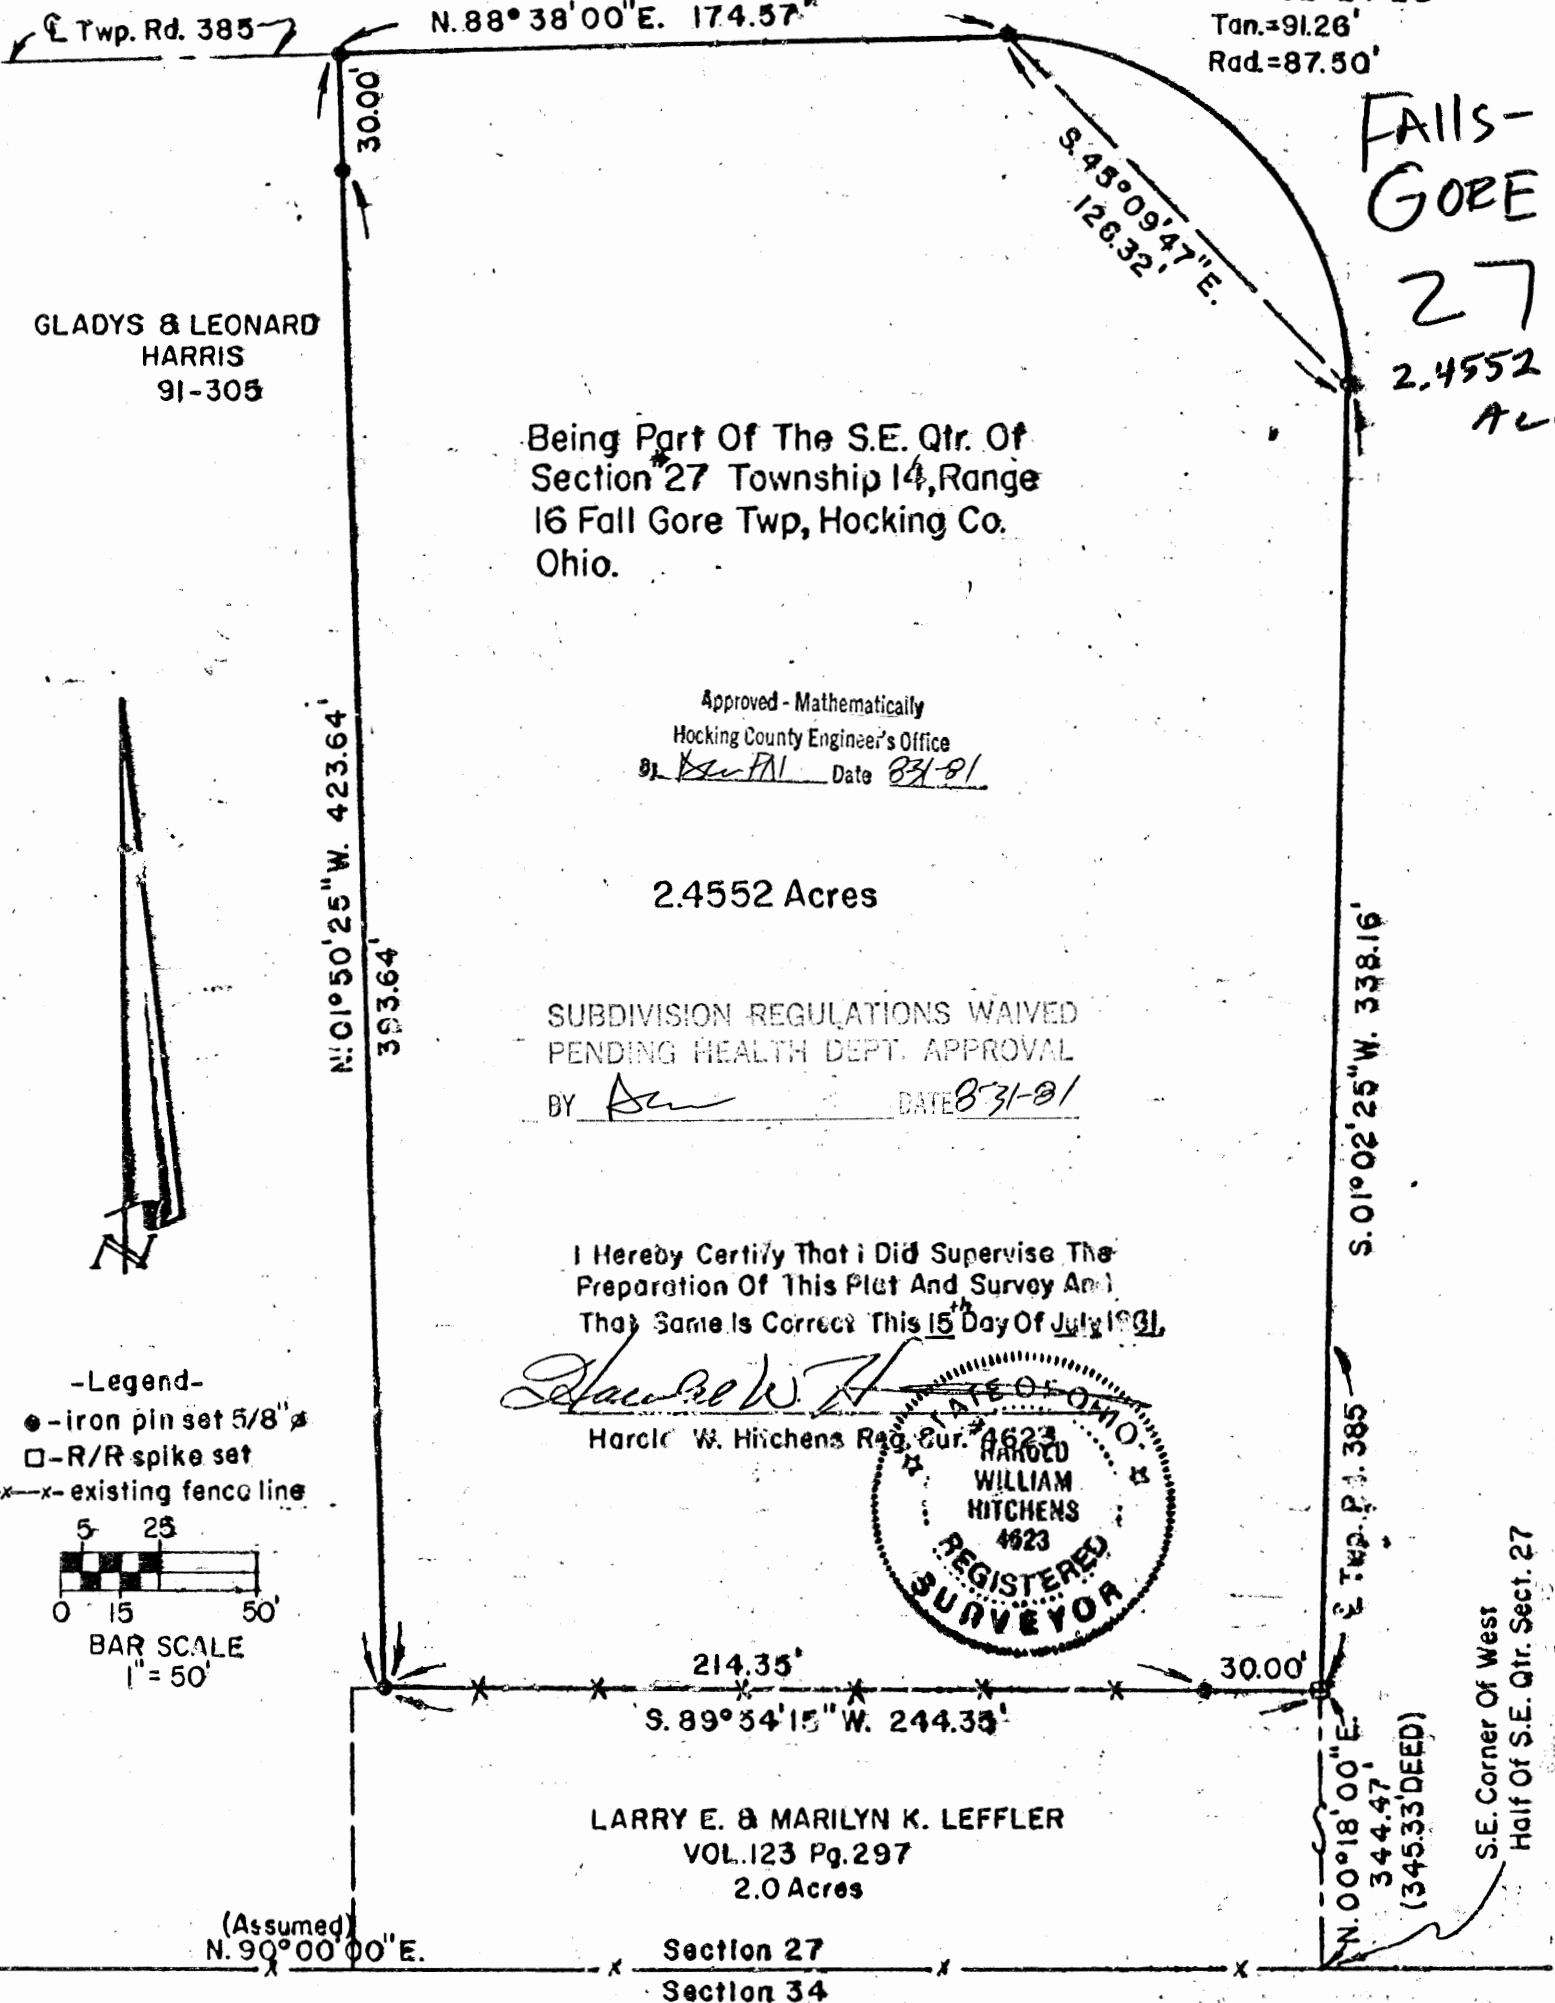 ℄ Twp. Rd. 385
N. 88° 38' 00" E. 174.57'
Tan.=91.26'
Rad.=87.50'
30.00'
S. 45° 09' 47" E.
126.32'
FAllS-
GORE
27
2.4552
GLADYS & LEONARD
HARRIS
91-305
Being Part Of The S.E. Qtr. Of
Section 27 Township 14, Range
16 Fall Gore Twp, Hocking Co.
Ohio.
Approved - Mathematically
Hocking County Engineer's Office
By Date 8-31-81
N. 01° 50' 25" W. 423.64'
393.64'
2.4552 Acres
S. 01° 02' 25" W. 338.16'
SUBDIVISION REGULATIONS WAIVED
PENDING HEALTH DEPT. APPROVAL
BY DATE 8-31-81
N
I Hereby Certify That i Did Supervise The
Preparation Of This Plat And Survey And
That Same Is Correct This 15th Day Of July 1981
Harold W. Hitchens Reg. Sur. 4623
STATE OF OHIO
HAROLD
WILLIAM
HITCHENS
4623
REGISTERED
SURVEYOR
-Legend-
-iron pin set 5/8"ø
-R/R spike set
x—x- existing fence line
5 25
0 15 50'
BAR SCALE
1" = 50'
℄ Twp. Rd. 385
214.35'
30.00'
S. 89° 54' 15" W. 244.35'
N. 00° 18' 00" E.
344.47'
(345.33' DEED)
S.E. Corner Of West
Half Of S.E. Qtr. Sect. 27
LARRY E. & MARILYN K. LEFFLER
VOL. 123 Pg. 297
2.0 Acres
(Assumed)
N. 90° 00' 00" E.
Section 27
Section 34